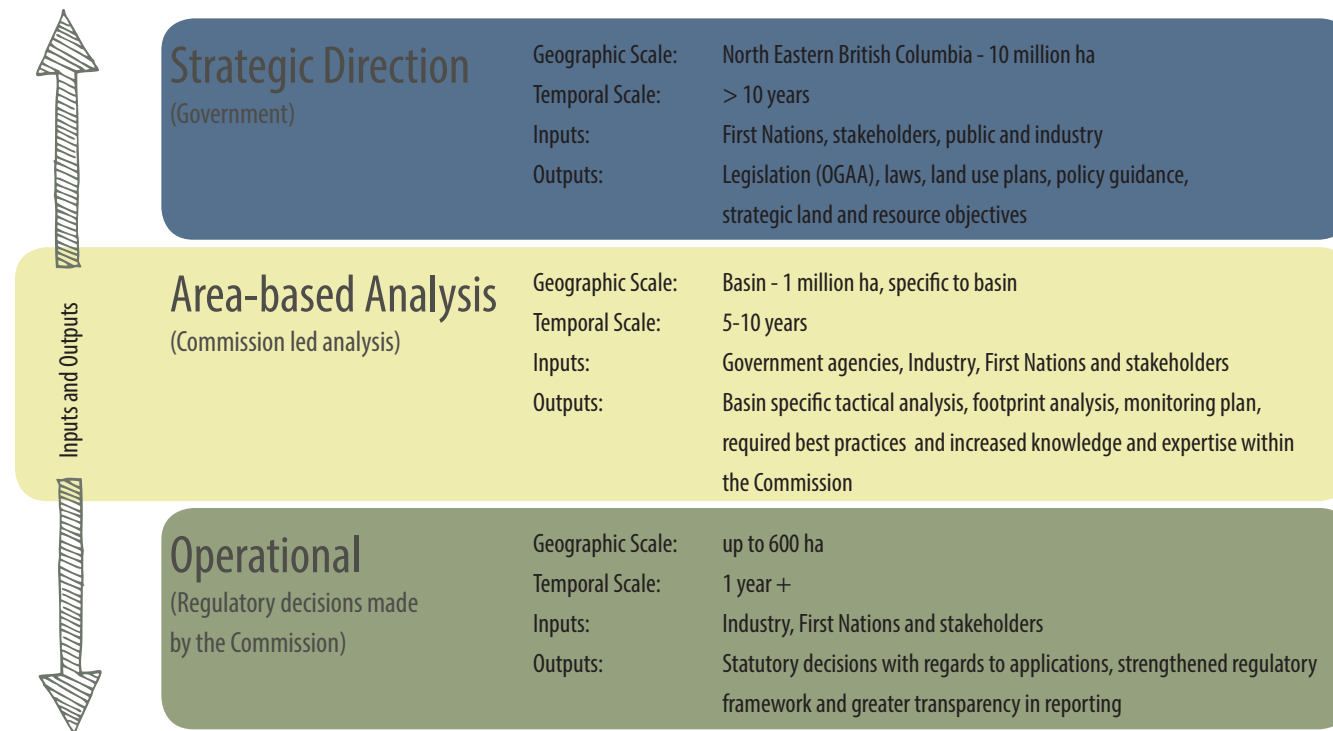 Inputs and Outputs
Strategic Direction
(Government)
Geographic Scale: North Eastern British Columbia - 10 million ha
Temporal Scale: > 10 years
Inputs: First Nations, stakeholders, public and industry
Outputs: Legislation (OGAA), laws, land use plans, policy guidance,
strategic land and resource objectives
Area-based Analysis
(Commission led analysis)
Geographic Scale: Basin - 1 million ha, specific to basin
Temporal Scale: 5-10 years
Inputs: Government agencies, Industry, First Nations and stakeholders
Outputs: Basin specific tactical analysis, footprint analysis, monitoring plan,
required best practices and increased knowledge and expertise within
the Commission
Operational
(Regulatory decisions made
by the Commission)
Geographic Scale: up to 600 ha
Temporal Scale: 1 year +
Inputs: Industry, First Nations and stakeholders
Outputs: Statutory decisions with regards to applications, strengthened regulatory
framework and greater transparency in reporting